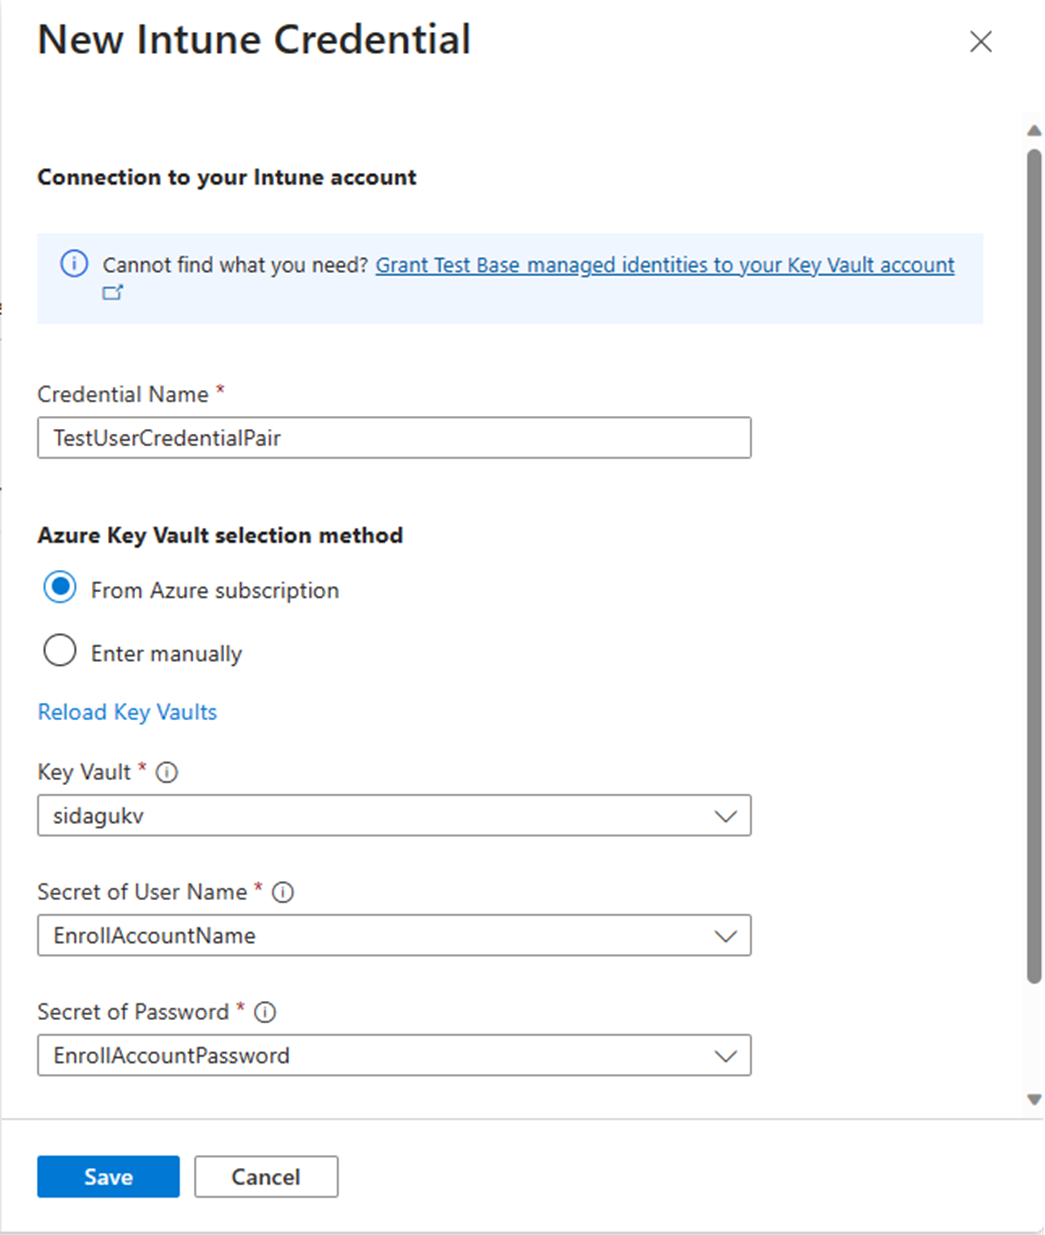 New Intune Credential
Connection to your Intune account
Cannot find what you need? Grant Test Base managed identities to your Key Vault account
Credential Name *
TestUserCredentialPair
Azure Key Vault selection method
From Azure subscription
Enter manually
Reload Key Vaults
Key Vault *
sidagukv
Secret of User Name *
EnrollAccountName
Secret of Password *
EnrollAccountPassword
Save
Cancel